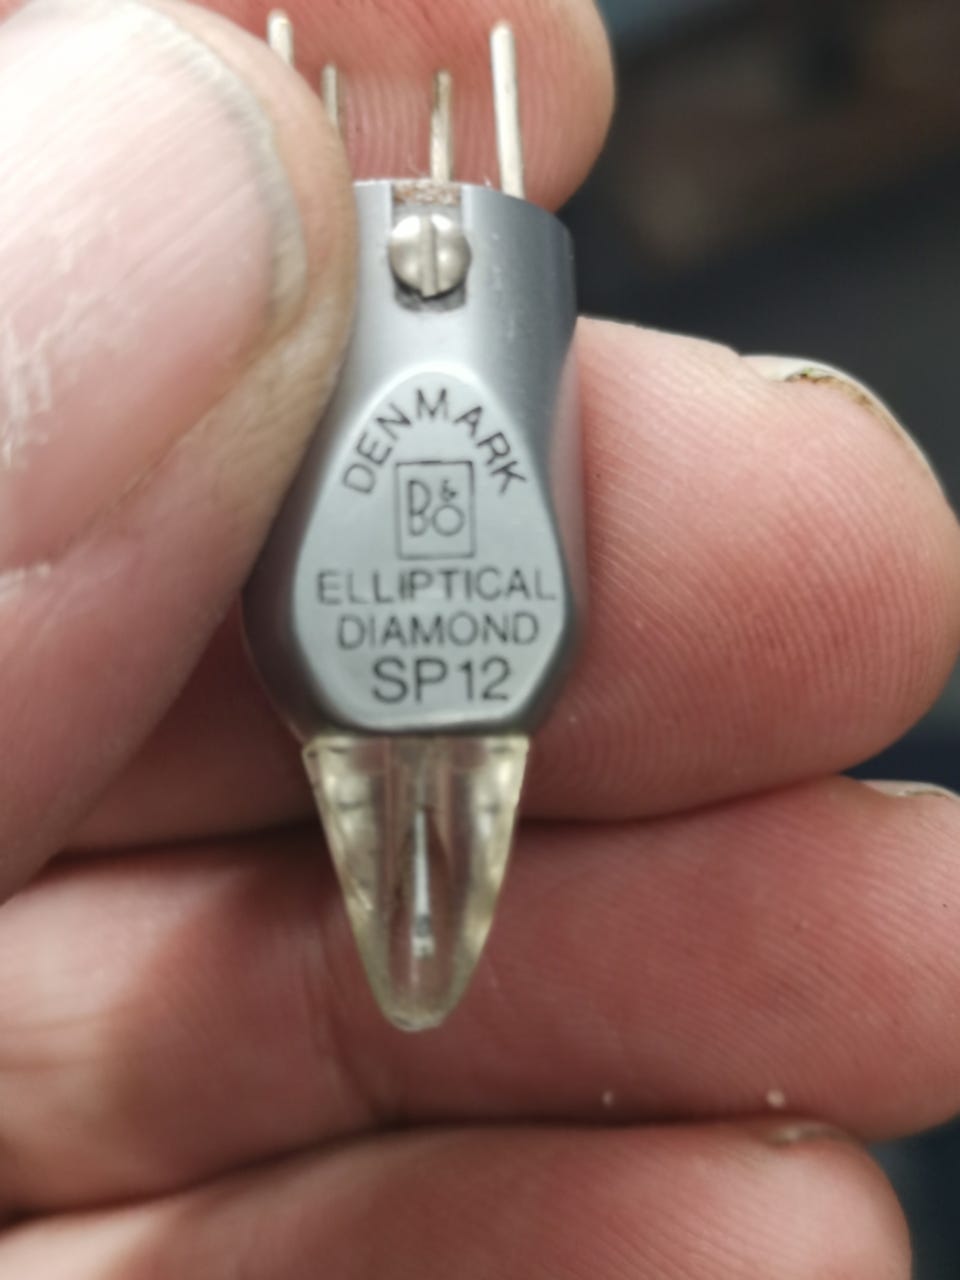 DENMARK
B&O
ELLIPTICAL
DIAMOND
SP12